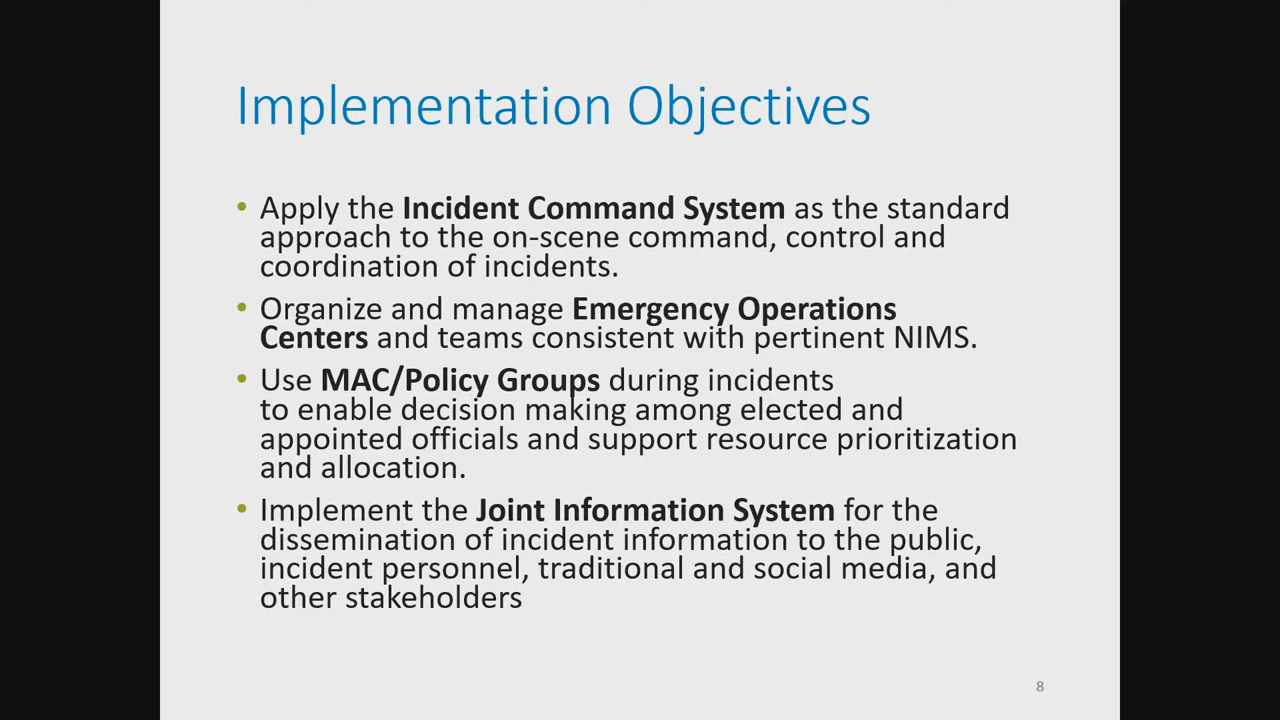 Implementation Objectives
• Apply the Incident Command System as the standard
approach to the on-scene command, control and
coordination of incidents.
• Organize and manage Emergency Operations
Centers and teams consistent with pertinent NIMS.
• Use MAC/Policy Groups during incidents
to enable decision making among elected and
appointed officials and support resource prioritization
and allocation.
• Implement the Joint Information System for the
dissemination of incident information to the public,
incident personnel, traditional and social media, and
other stakeholders
8